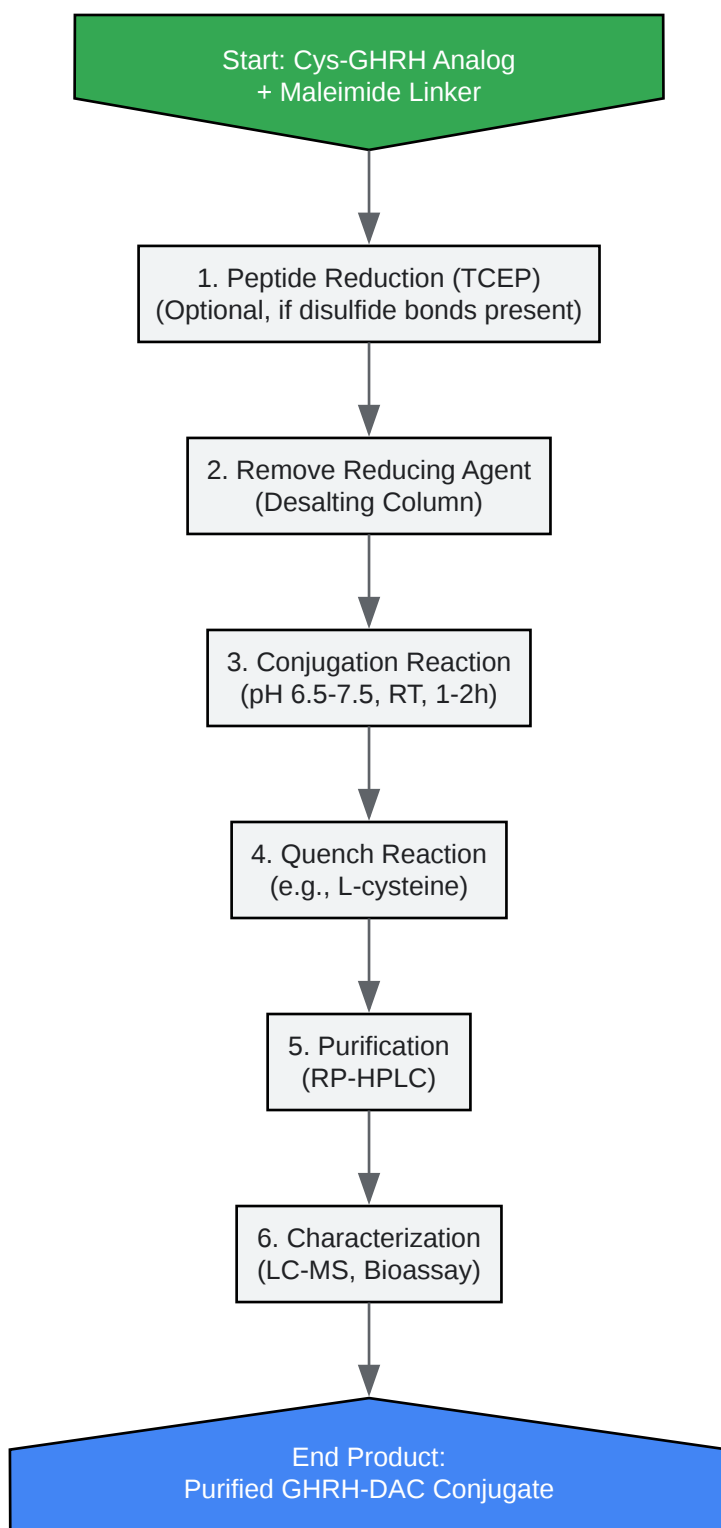 Start: Cys-GHRH Analog
+ Maleimide Linker
1. Peptide Reduction (TCEP)
(Optional, if disulfide bonds present)
2. Remove Reducing Agent
(Desalting Column)
3. Conjugation Reaction
(pH 6.5-7.5, RT, 1-2h)
4. Quench Reaction
(e.g., L-cysteine)
5. Purification
(RP-HPLC)
6. Characterization
(LC-MS, Bioassay)
End Product:
Purified GHRH-DAC Conjugate